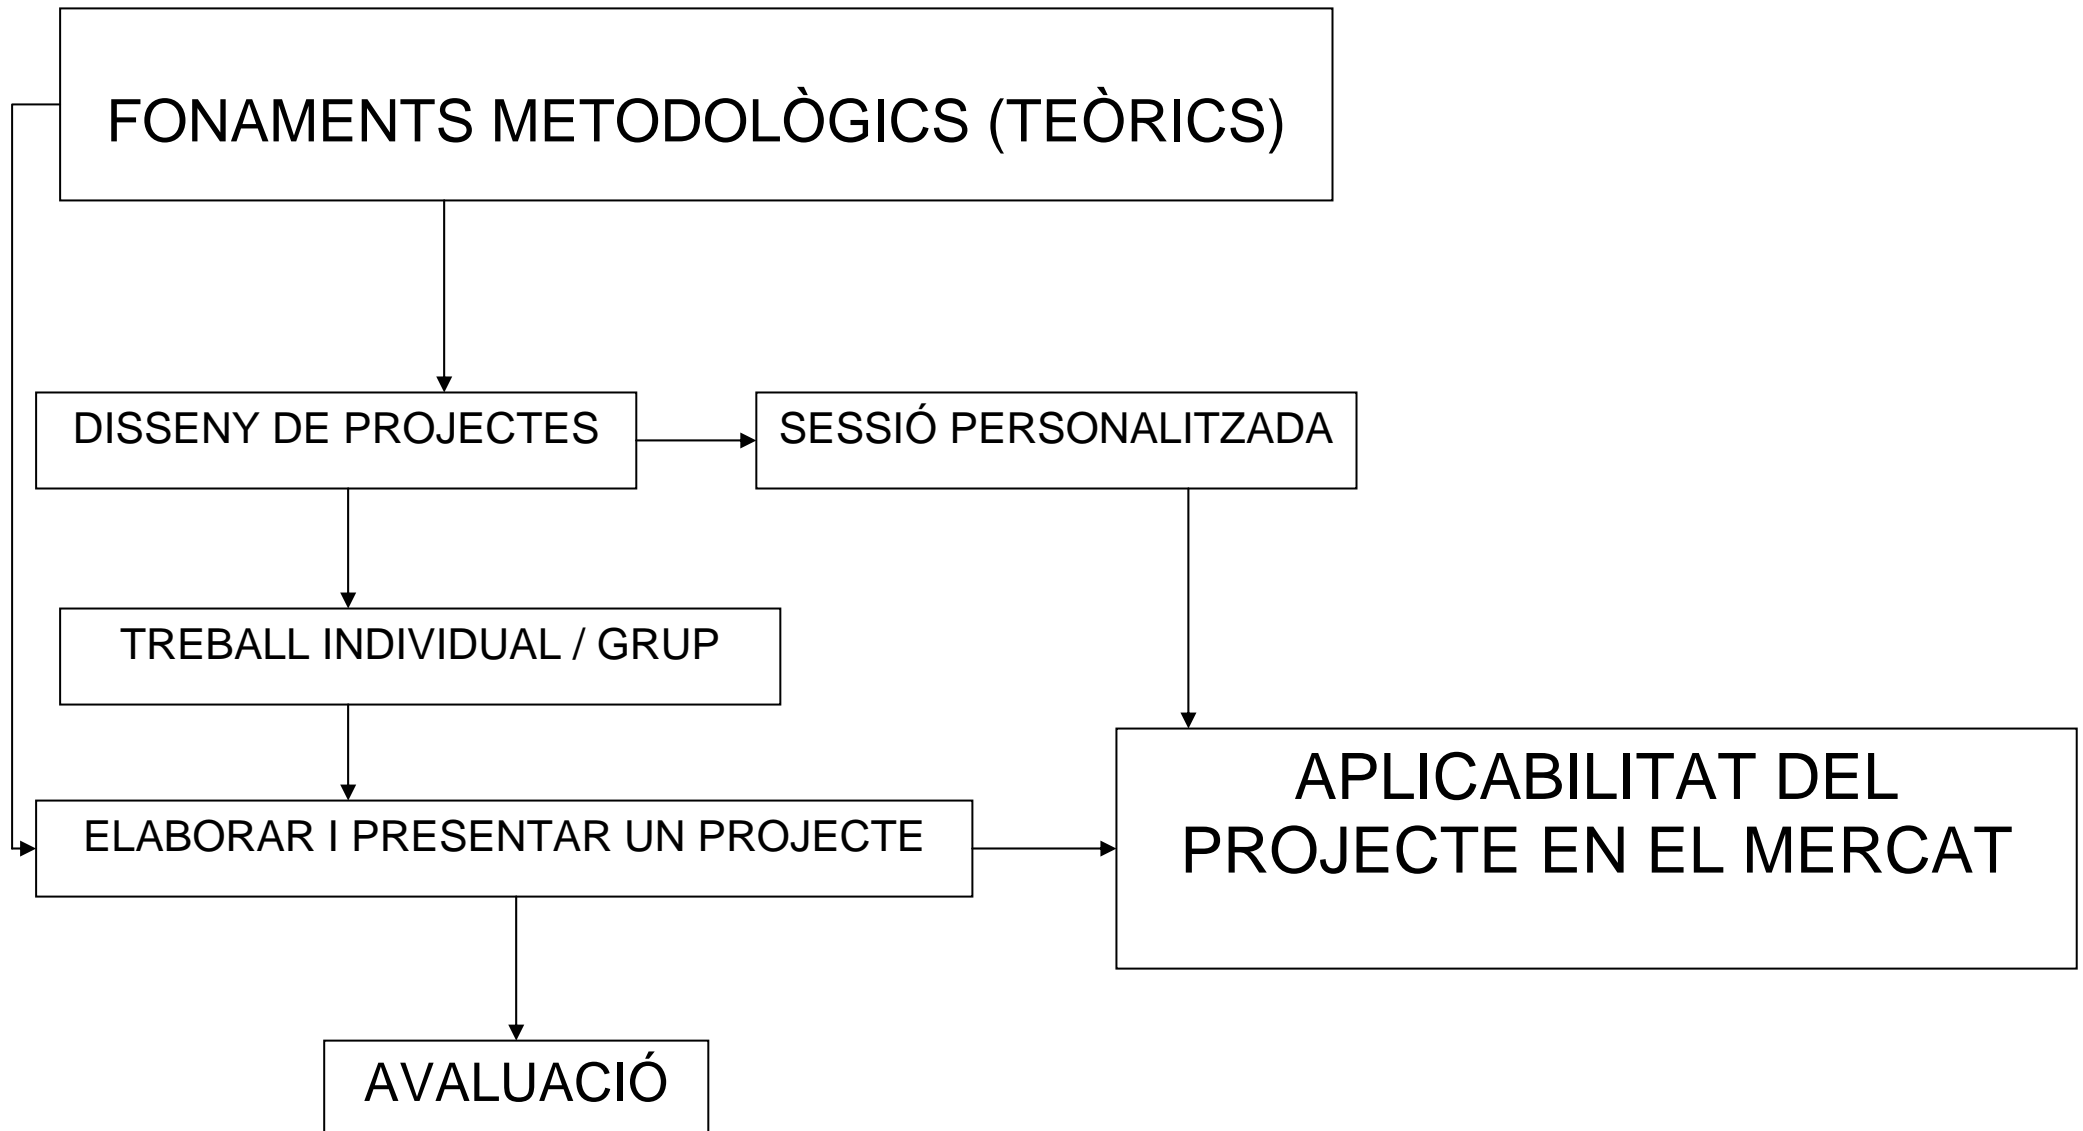 FONAMENTS METODOLÒGICS (TEÒRICS)
DISSENY DE PROJECTES
SESSIÓ PERSONALITZADA
TREBALL INDIVIDUAL / GRUP
ELABORAR I PRESENTAR UN PROJECTE
APLICABILITAT DEL
PROJECTE EN EL MERCAT
AVALUACIÓ